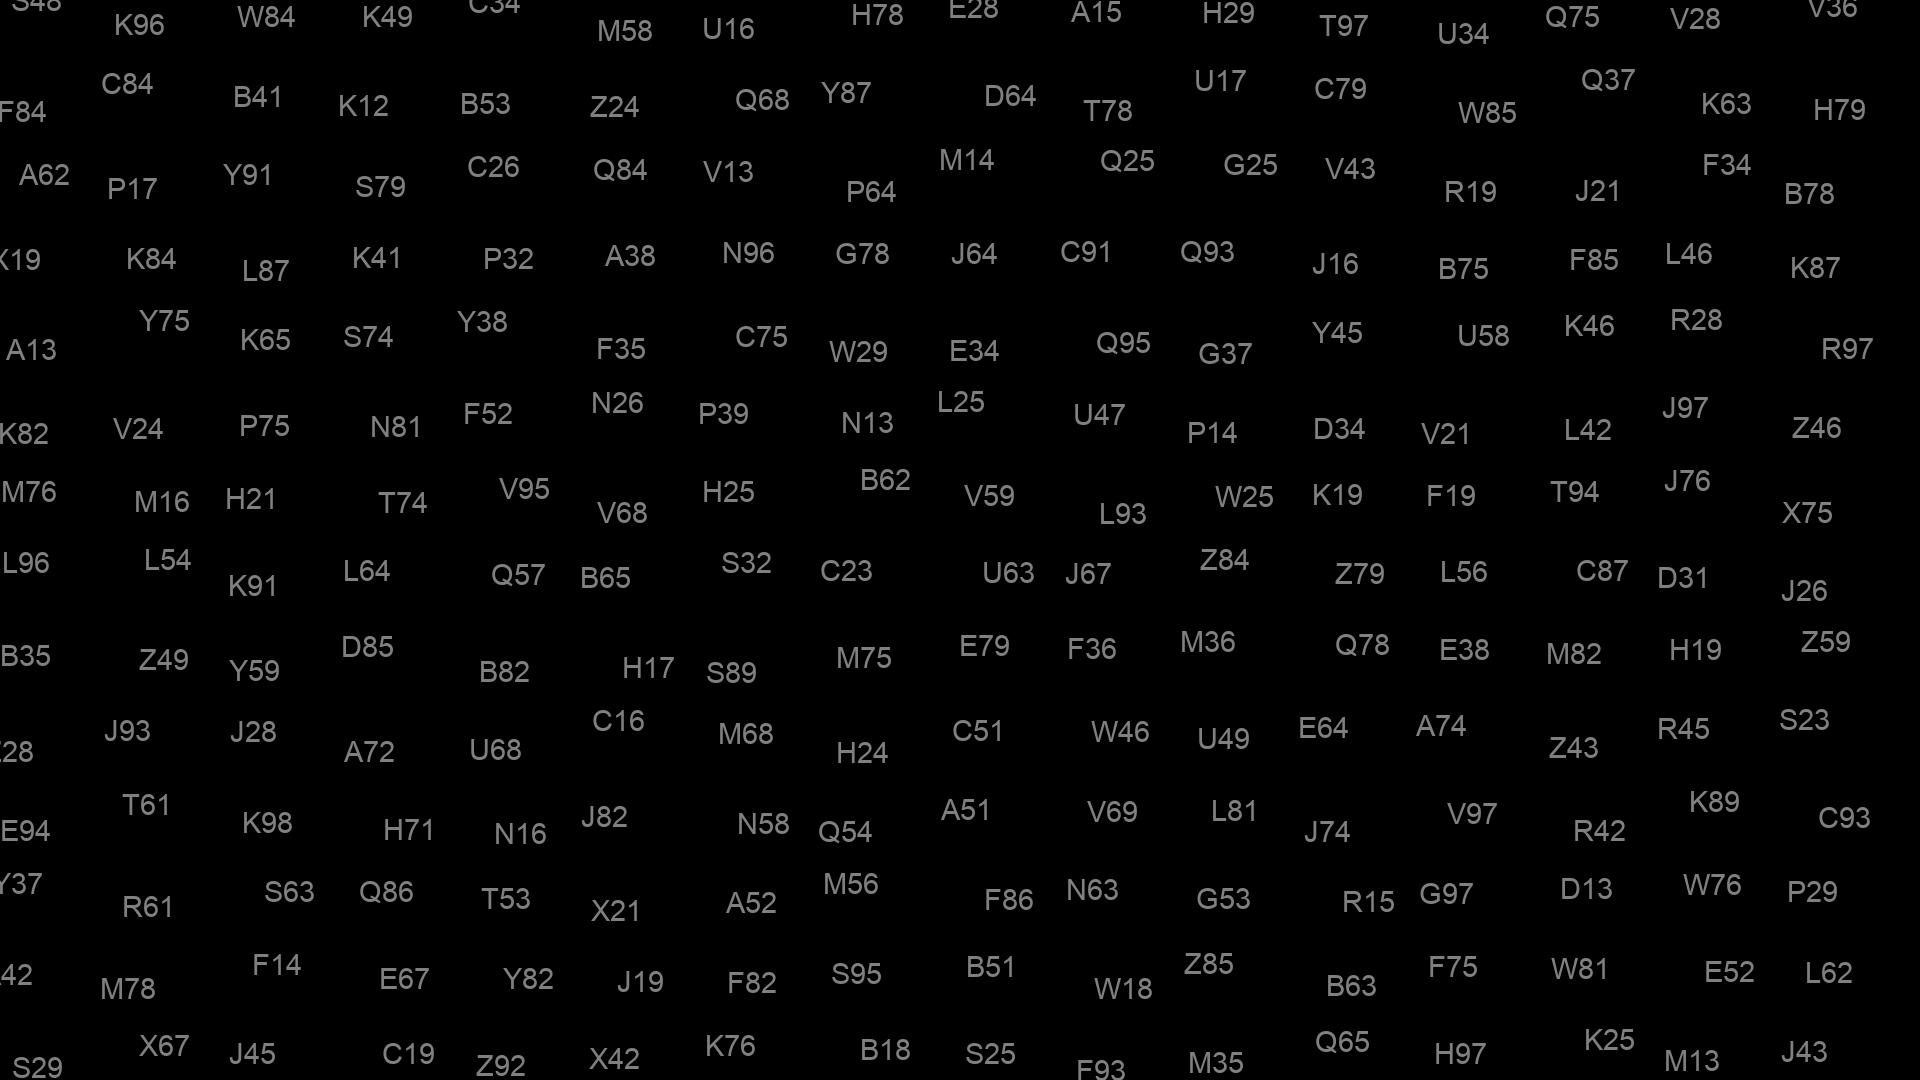 S48 K96 W84 K49 C34 M58 U16 H78 E28 A15 H29 T97 U34 Q75 V28 V36
F84 C84 B41 K12 B53 Z24 Q68 Y87 D64 T78 U17 C79 W85 Q37 K63 H79
A62 P17 Y91 S79 C26 Q84 V13 P64 M14 Q25 G25 V43 R19 J21 F34 B78
X19 K84 L87 K41 P32 A38 N96 G78 J64 C91 Q93 J16 B75 F85 L46 K87
A13 Y75 K65 S74 Y38 F35 C75 W29 E34 Q95 G37 Y45 U58 K46 R28 R97
K82 V24 P75 N81 F52 N26 P39 N13 L25 U47 P14 D34 V21 L42 J97 Z46
M76 M16 H21 T74 V95 V68 H25 B62 V59 L93 W25 K19 F19 T94 J76 X75
L96 L54 K91 L64 Q57 B65 S32 C23 U63 J67 Z84 Z79 L56 C87 D31 J26
B35 Z49 Y59 D85 B82 H17 S89 M75 E79 F36 M36 Q78 E38 M82 H19 Z59
28 J93 J28 A72 U68 C16 M68 H24 C51 W46 U49 E64 A74 Z43 R45 S23
E94 T61 K98 H71 N16 J82 N58 Q54 A51 V69 L81 J74 V97 R42 K89 C93
Y37 R61 S63 Q86 T53 X21 A52 M56 F86 N63 G53 R15 G97 D13 W76 P29
42 M78 F14 E67 Y82 J19 F82 S95 B51 W18 Z85 B63 F75 W81 E52 L62
S29 X67 J45 C19 Z92 X42 K76 B18 S25 F93 M35 Q65 H97 K25 M13 J43